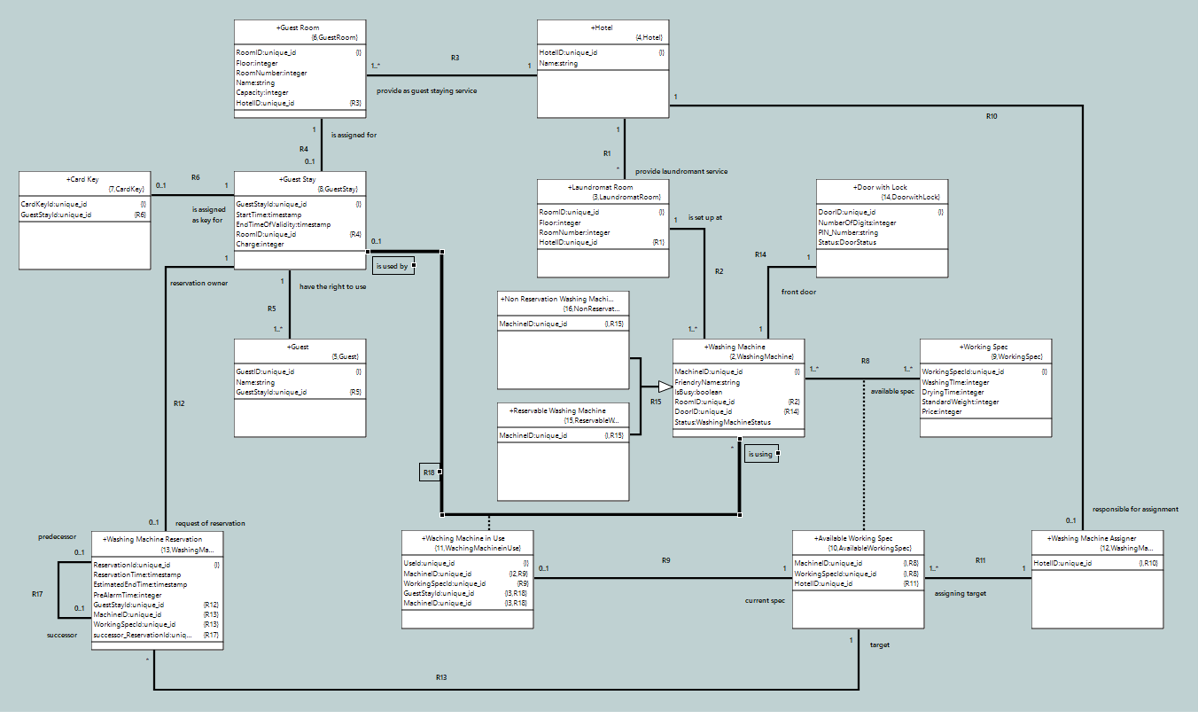 +Guest Room
{6,GuestRoom}
RoomID:unique_id {I}
Floor:integer
RoomNumber:integer
Name:string
Capacity:integer
HotelID:unique_id {R3}
1..*
R3
1
provide as guest staying service
+Hotel
{4,Hotel}
HotelID:unique_id {I}
Name:string
1
R10
1
is assigned for
R4
0..1
1
R1
*
provide laundromant service
+Card Key
{7,CardKey}
CardKeyId:unique_id {I}
GuestStayId:unique_id {R6}
R6
0..1
1
is assigned
as key for
+Guest Stay
{8,GuestStay}
GuestStayId:unique_id {I}
StartTime:timestamp
EndTimeOfValidity:timestamp
RoomID:unique_id {R4}
Charge:integer
0..1
is used by
+Laundromat Room
{3,LaundromatRoom}
RoomID:unique_id {I}
Floor:integer
RoomNumber:integer
HotelID:unique_id {R1}
1
is set up at
R2
1..*
+Door with Lock
{14,DoorwithLock}
DoorID:unique_id {I}
NumberOfDigits:integer
PIN_Number:string
Status:DoorStatus
R14
1
front door
1
1
reservation owner
1
have the right to use
R5
1..*
+Non Reservation Washing Machi...
{16,NonReservat...
MachineID:unique_id {I,R15}
+Guest
{5,Guest}
GuestID:unique_id {I}
Name:string
GuestStayId:unique_id {R5}
R12
+Reservable Washing Machine
{15,ReservableW...
MachineID:unique_id {I,R15}
R15
+Washing Machine
{2,WashingMachine}
MachineID:unique_id {I}
FriendryName:string
IsBusy:boolean
RoomID:unique_id {R2}
DoorID:unique_id {R14}
Status:WashingMachineStatus
R8
1..*
1..*
available spec
+Working Spec
{9,WorkingSpec}
WorkingSpecId:unique_id {I}
WashingTime:integer
DryingTime:integer
StandardWeight:integer
Price:integer
*
is using
R18
0..1
request of reservation
predecessor
0..1
R17
0..1
successor
+Washing Machine Reservation
{13,WashingMa...
ReservationId:unique_id {I}
ReservationTime:timestamp
EstimatedEndTime:timestamp
PreAlarmTime:integer
GuestStayId:unique_id {R12}
MachineID:unique_id {R13}
WorkingSpecId:unique_id {R13}
successor_ReservationId:uniq... {R17}
+Waching Machine in Use
{11,WachingMachineinUse}
UseId:unique_id {I}
MachineID:unique_id {I2,R9}
WorkingSpecId:unique_id {R9}
GuestStayId:unique_id {I3,R18}
MachineID:unique_id {I3,R18}
0..1
R9
1
current spec
+Available Working Spec
{10,AvailableWorkingSpec}
MachineID:unique_id {I,R8}
WorkingSpecId:unique_id {I,R8}
HotelID:unique_id {R11}
1..*
R11
1
assigning target
responsible for assignment
0..1
+Washing Machine Assigner
{12,WashingMa...
HotelID:unique_id {I,R10}
1
target
*
R13